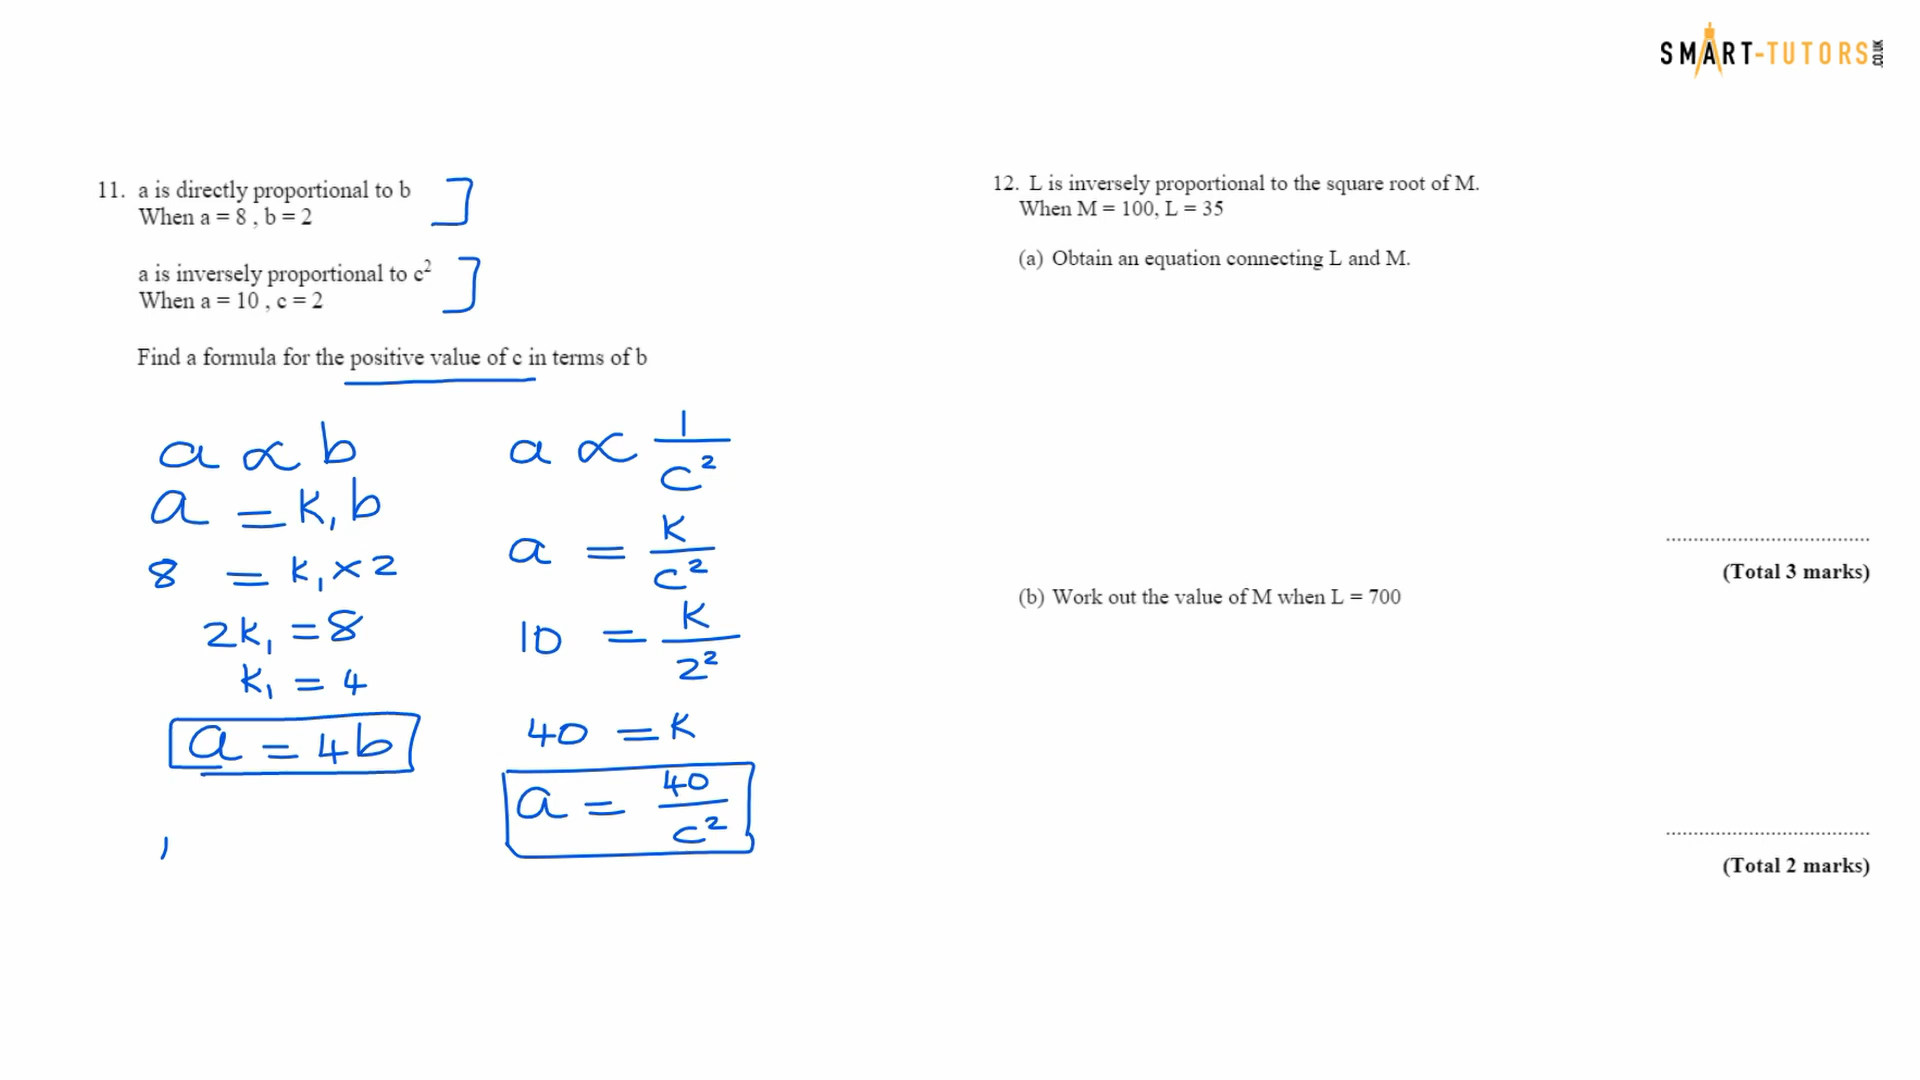 SMART-TUTORS.CO.UK
11. a is directly proportional to b
When a = 8 , b = 2
a is inversely proportional to c²
When a = 10 , c = 2
Find a formula for the positive value of c in terms of b
a ∝ b
a = K₁b
8 = K₁ × 2
2K₁ = 8
K₁ = 4
a = 4b
a ∝ 1/c²
a = K/c²
10 = K/2²
40 = K
a = 40/c²
12. L is inversely proportional to the square root of M.
When M = 100, L = 35
(a) Obtain an equation connecting L and M.
.....................................
(Total 3 marks)
(b) Work out the value of M when L = 700
.....................................
(Total 2 marks)